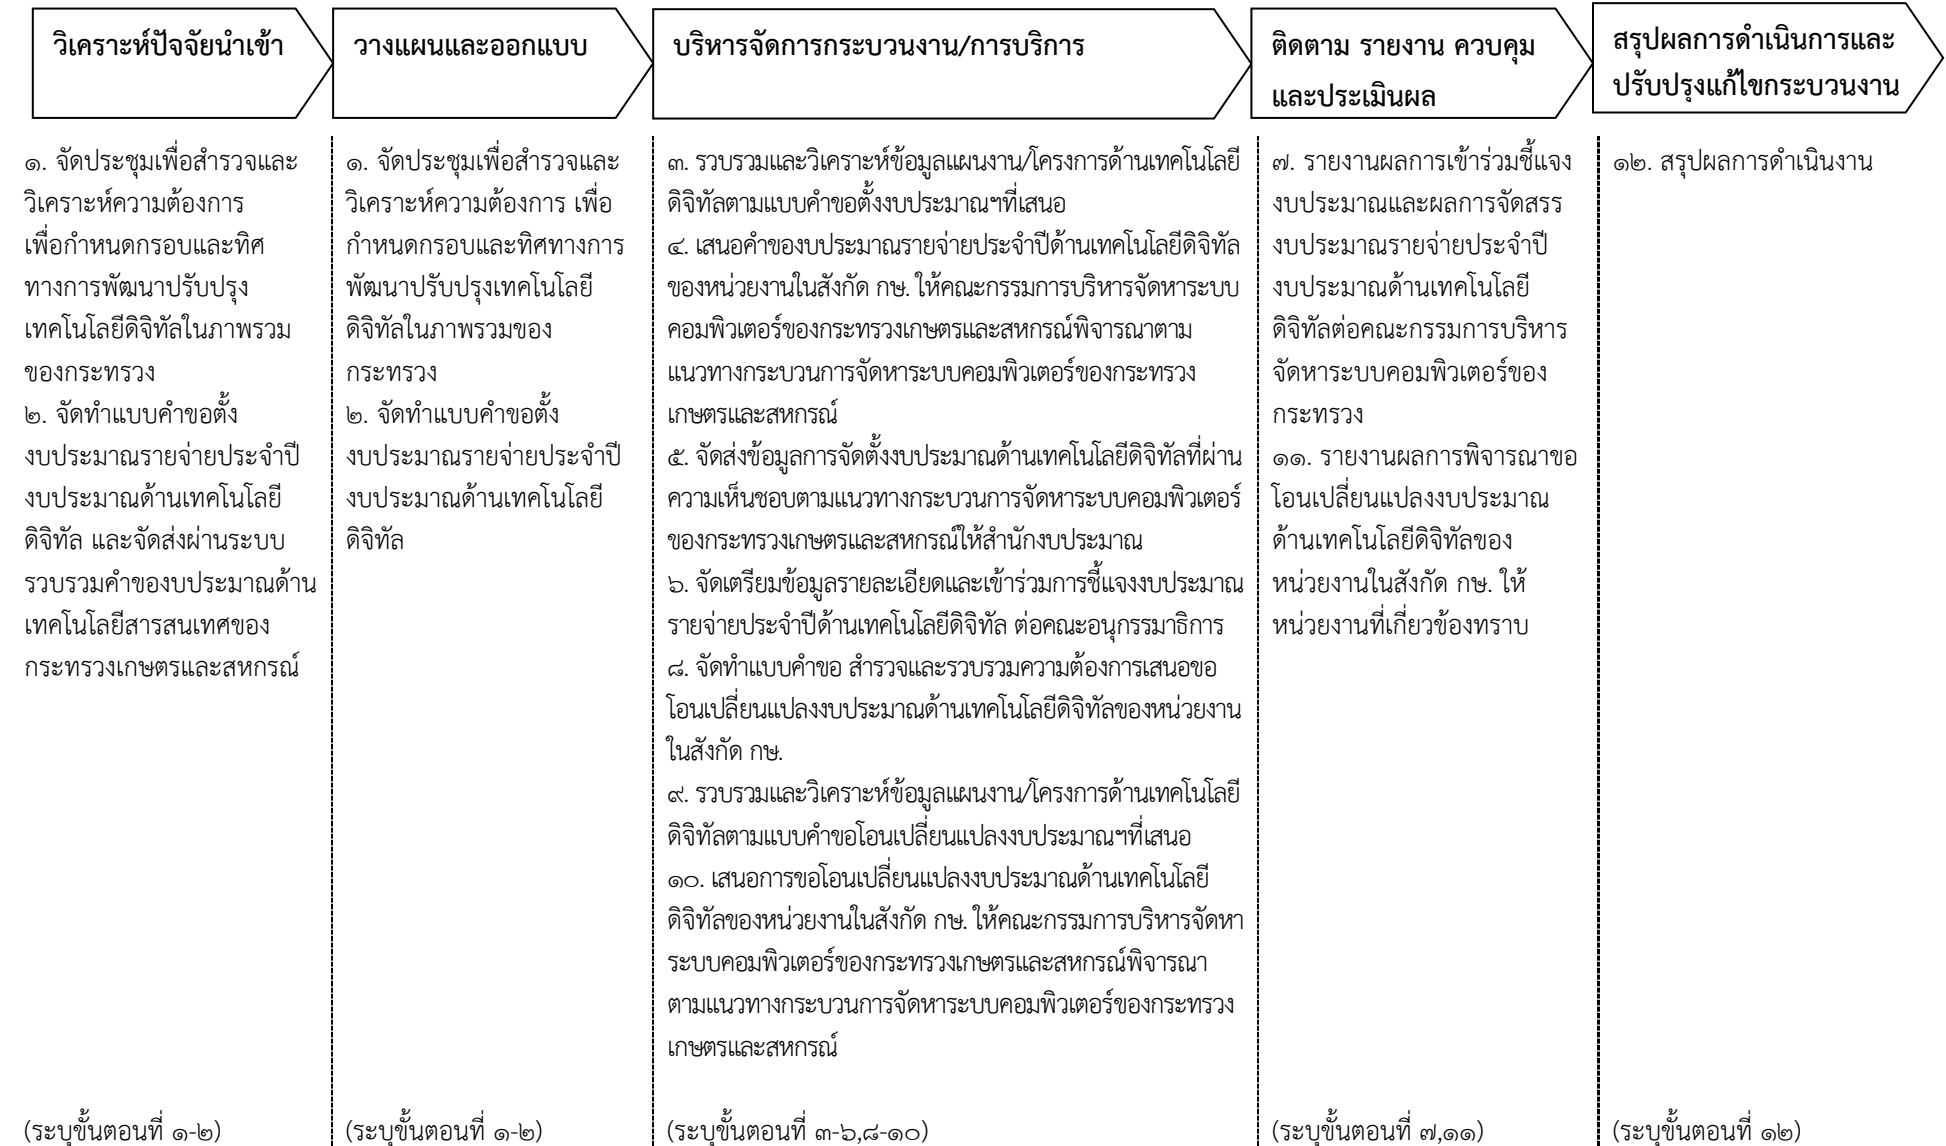 วิเคราะห์ปัจจัยนำเข้า
วางแผนและออกแบบ
บริหารจัดการกระบวนงาน/การบริการ
ติดตาม รายงาน ควบคุม
และประเมินผล
สรุปผลการดำเนินการและ
ปรับปรุงแก้ไขกระบวนงาน
๑. จัดประชุมเพื่อสำรวจและ
วิเคราะห์ความต้องการ
เพื่อกำหนดกรอบและทิศ
ทางการพัฒนาปรับปรุง
เทคโนโลยีดิจิทัลในภาพรวม
ของกระทรวง
๒. จัดทำแบบคำขอตั้ง
งบประมาณรายจ่ายประจำปี
งบประมาณด้านเทคโนโลยี
ดิจิทัล และจัดส่งผ่านระบบ
รวบรวมคำของบประมาณด้าน
เทคโนโลยีสารสนเทศของ
กระทรวงเกษตรและสหกรณ์
(ระบุขั้นตอนที่ ๑-๒)
๑. จัดประชุมเพื่อสำรวจและ
วิเคราะห์ความต้องการ เพื่อ
กำหนดกรอบและทิศทางการ
พัฒนาปรับปรุงเทคโนโลยี
ดิจิทัลในภาพรวมของ
กระทรวง
๒. จัดทำแบบคำขอตั้ง
งบประมาณรายจ่ายประจำปี
งบประมาณด้านเทคโนโลยี
ดิจิทัล
(ระบุขั้นตอนที่ ๑-๒)
๓. รวบรวมและวิเคราะห์ข้อมูลแผนงาน/โครงการด้านเทคโนโลยี
ดิจิทัลตามแบบคำขอตั้งงบประมาณฯที่เสนอ
๔. เสนอคำของบประมาณรายจ่ายประจำปีด้านเทคโนโลยีดิจิทัล
ของหน่วยงานในสังกัด กษ. ให้คณะกรรมการบริหารจัดหาระบบ
คอมพิวเตอร์ของกระทรวงเกษตรและสหกรณ์พิจารณาตาม
แนวทางกระบวนการจัดหาระบบคอมพิวเตอร์ของกระทรวง
เกษตรและสหกรณ์
๕. จัดส่งข้อมูลการจัดตั้งงบประมาณด้านเทคโนโลยีดิจิทัลที่ผ่าน
ความเห็นชอบตามแนวทางกระบวนการจัดหาระบบคอมพิวเตอร์
ของกระทรวงเกษตรและสหกรณ์ให้สำนักงบประมาณ
๖. จัดเตรียมข้อมูลรายละเอียดและเข้าร่วมการชี้แจงงบประมาณ
รายจ่ายประจำปีด้านเทคโนโลยีดิจิทัล ต่อคณะอนุกรรมาธิการ
๘. จัดทำแบบคำขอ สำรวจและรวบรวมความต้องการเสนอขอ
โอนเปลี่ยนแปลงงบประมาณด้านเทคโนโลยีดิจิทัลของหน่วยงาน
ในสังกัด กษ.
๙. รวบรวมและวิเคราะห์ข้อมูลแผนงาน/โครงการด้านเทคโนโลยี
ดิจิทัลตามแบบคำขอโอนเปลี่ยนแปลงงบประมาณฯที่เสนอ
๑๐. เสนอการขอโอนเปลี่ยนแปลงงบประมาณด้านเทคโนโลยี
ดิจิทัลของหน่วยงานในสังกัด กษ. ให้คณะกรรมการบริหารจัดหา
ระบบคอมพิวเตอร์ของกระทรวงเกษตรและสหกรณ์พิจารณา
ตามแนวทางกระบวนการจัดหาระบบคอมพิวเตอร์ของกระทรวง
เกษตรและสหกรณ์
(ระบุขั้นตอนที่ ๓-๖,๘-๑๐)
๗. รายงานผลการเข้าร่วมชี้แจง
งบประมาณและผลการจัดสรร
งบประมาณรายจ่ายประจำปี
งบประมาณด้านเทคโนโลยี
ดิจิทัลต่อคณะกรรมการบริหาร
จัดหาระบบคอมพิวเตอร์ของ
กระทรวง
๑๑. รายงานผลการพิจารณาขอ
โอนเปลี่ยนแปลงงบประมาณ
ด้านเทคโนโลยีดิจิทัลของ
หน่วยงานในสังกัด กษ. ให้
หน่วยงานที่เกี่ยวข้องทราบ
(ระบุขั้นตอนที่ ๗,๑๑)
๑๒. สรุปผลการดำเนินงาน
(ระบุขั้นตอนที่ ๑๒)